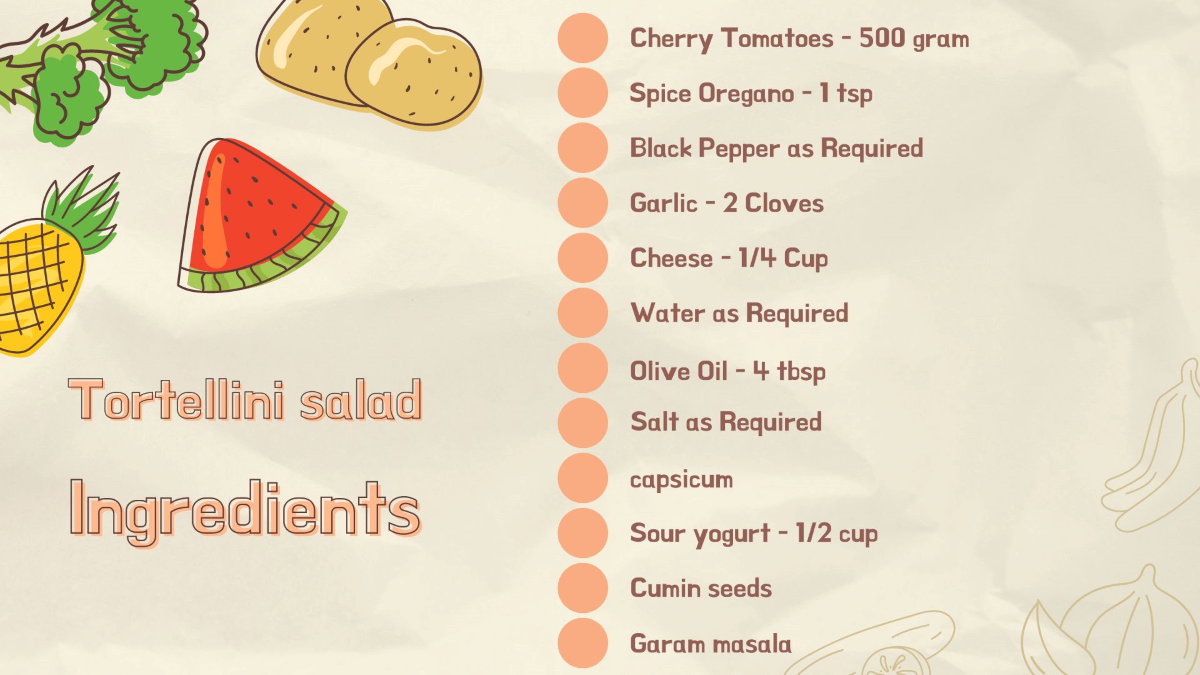 Tortellini salad
Ingredients
Cherry Tomatoes - 500 gram
Spice Oregano - 1 tsp
Black Pepper as Required
Garlic - 2 Cloves
Cheese - 1/4 Cup
Water as Required
Olive Oil - 4 tbsp
Salt as Required
capsicum
Sour yogurt - 1/2 cup
Cumin seeds
Garam masala